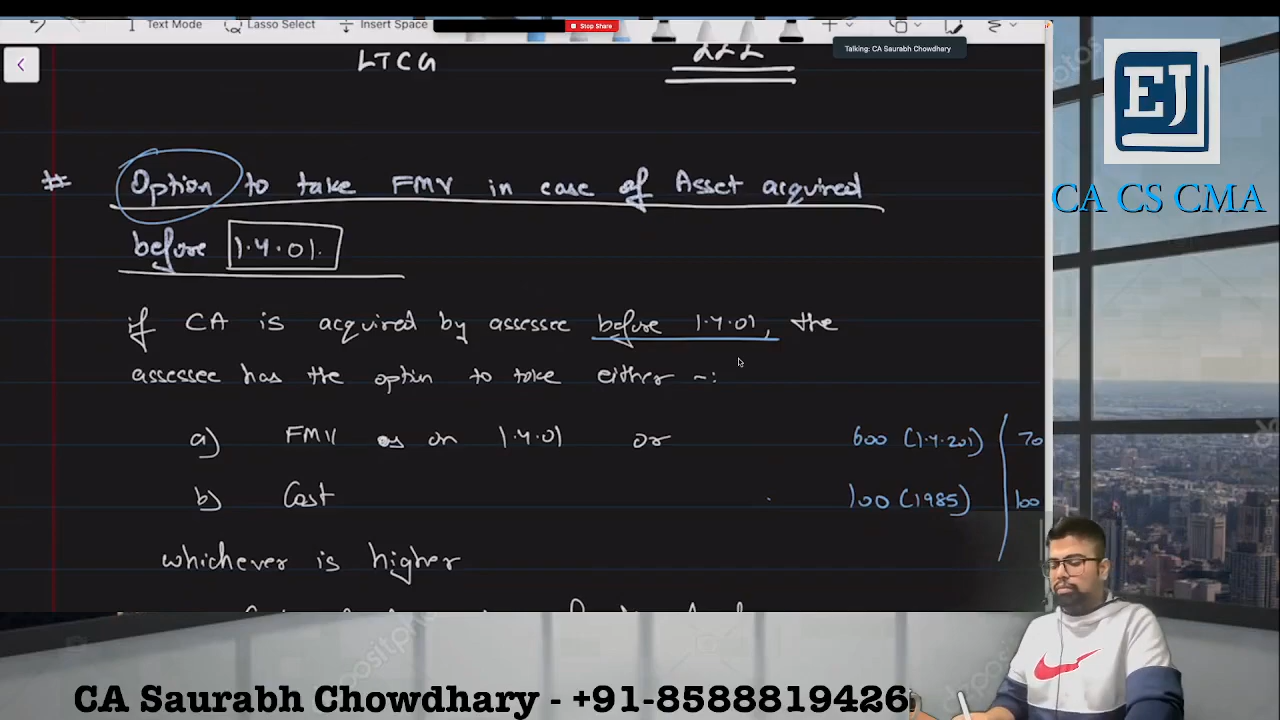 Text Mode Lasso Select Insert Space
Stop Share
Talking: CA Saurabh Chowdhary
LTCG
EJ
CA CS CMA
# Option to take FMV in case of Asset acquired
before 1.4.01.
if CA is acquired by assessee before 1.4.01, the
assessee has the option to take either -:
a) FMV as on 1.4.01 or 600 (1.4.201) 70
b) Cost 100 (1985) 100
whichever is higher
CA Saurabh Chowdhary - +91-8588819426